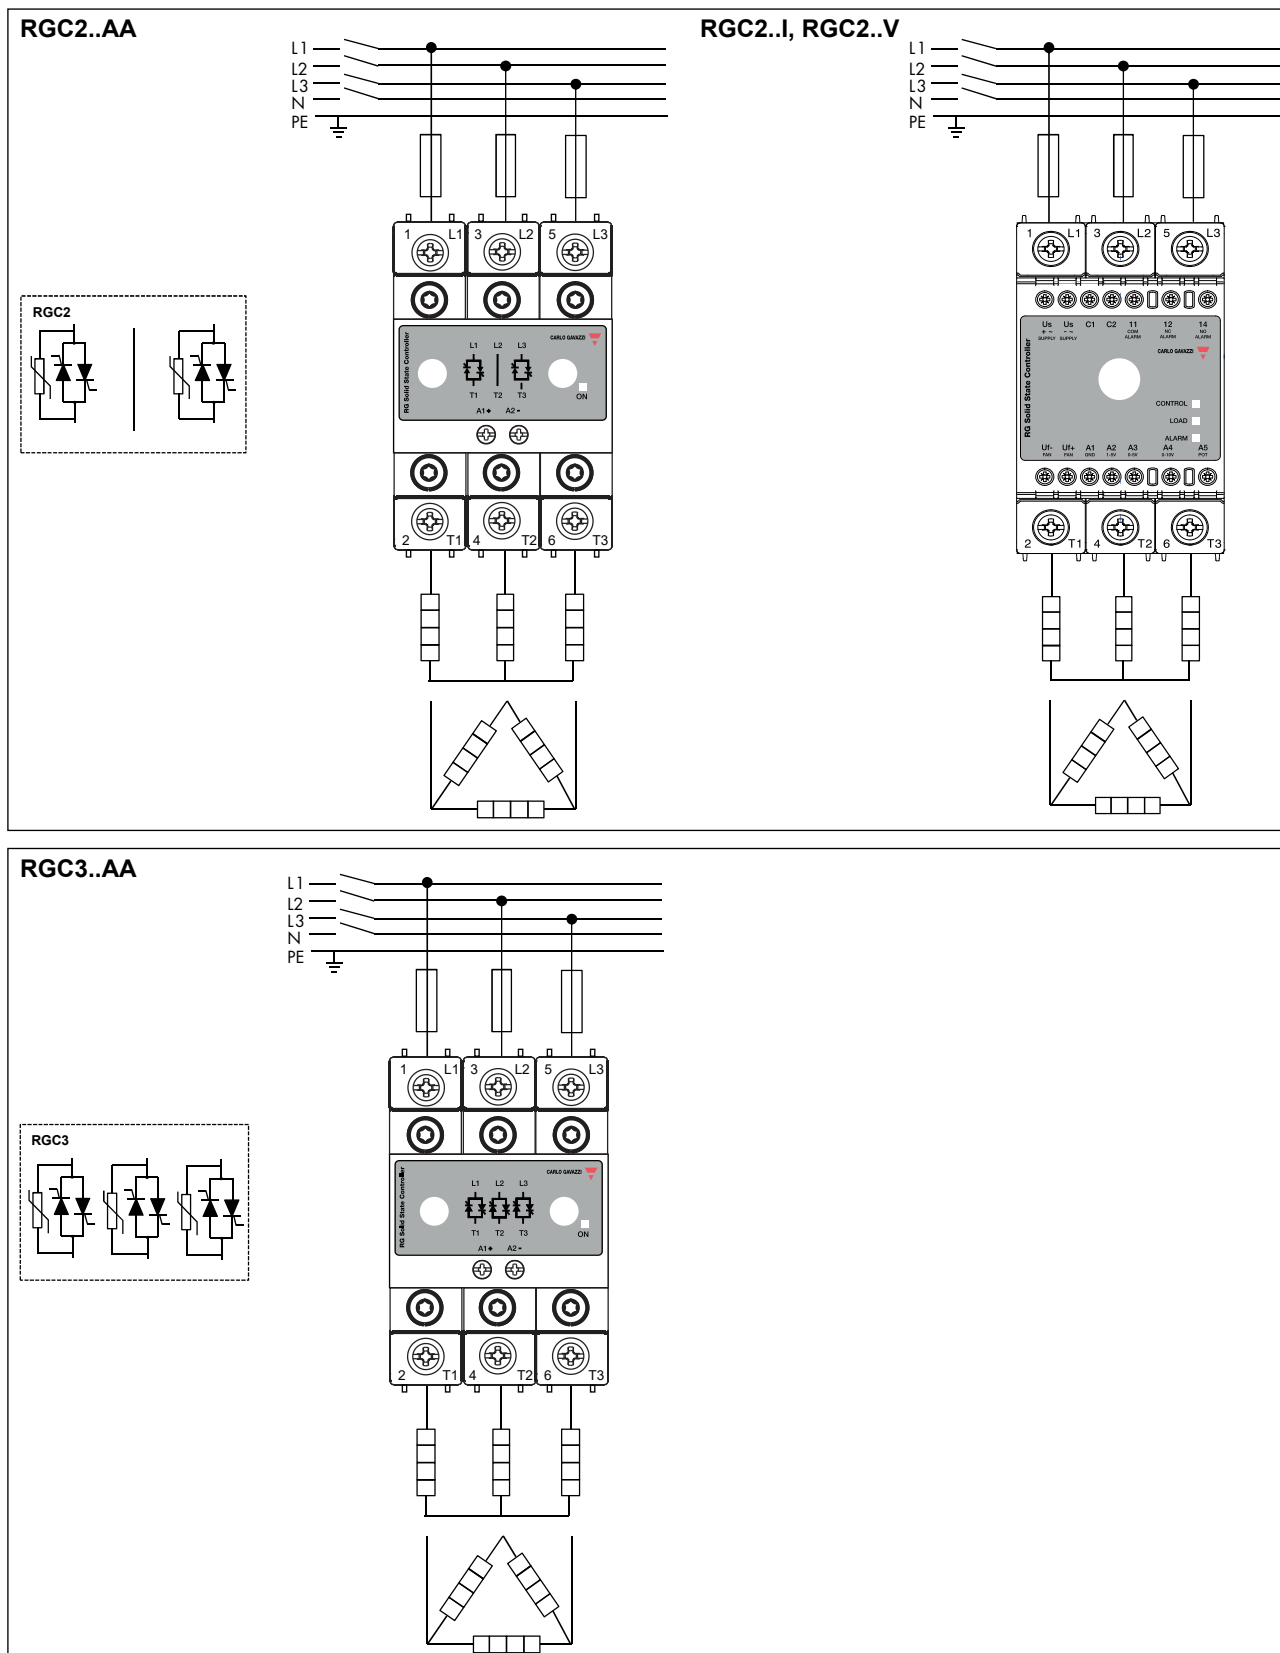 RGC2..AA
L1
L2
L3
N
PE
1 L1 3 L2 5 L3
RGC2
RG Solid State Controller
CARLO GAVAZZI
L1 L2 L3
T1 T2 T3
ON
A1+ A2-
2 T1 4 T2 6 T3
RGC2..I, RGC2..V
L1
L2
L3
N
PE
1 L1 3 L2 5 L3
Us Us C1 C2 11 12 14
+ ~ - ~ COM NC NO
SUPPLY SUPPLY ALARM ALARM ALARM
CARLO GAVAZZI
RG Solid State Controller
CONTROL
LOAD
ALARM
Uf- Uf+ A1 A2 A3 A4 A5
FAN FAN GND 1-5V 0-5V 0-10V POT
2 T1 4 T2 6 T3
RGC3..AA
L1
L2
L3
N
PE
1 L1 3 L2 5 L3
RGC3
RG Solid State Controller
CARLO GAVAZZI
L1 L2 L3
T1 T2 T3
ON
A1+ A2-
2 T1 4 T2 6 T3